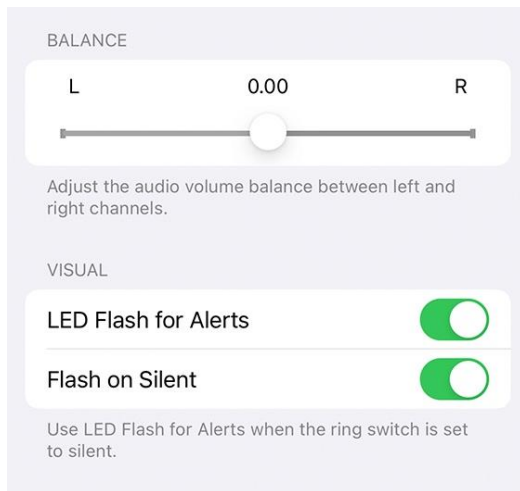 BALANCE
L 0.00 R
Adjust the audio volume balance between left and
right channels.
VISUAL
LED Flash for Alerts
Flash on Silent
Use LED Flash for Alerts when the ring switch is set
to silent.